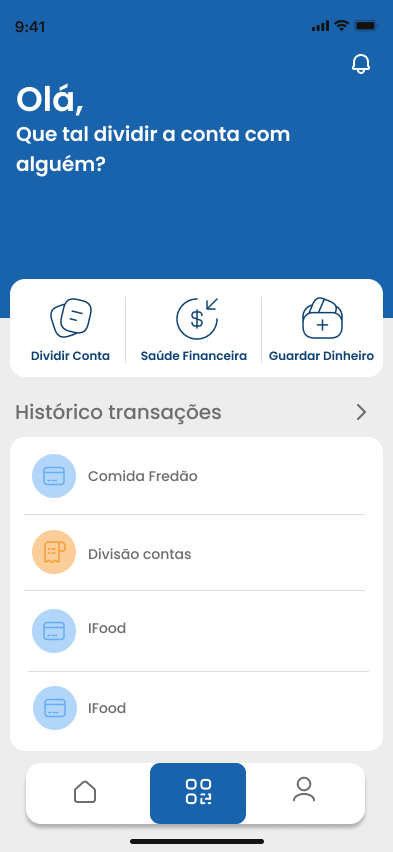 9:41
Olá,
Que tal dividir a conta com
alguém?
$
Dividir Conta
Saúde Financeira
Guardar Dinheiro
Histórico transações
Comida Fredão
Divisão contas
IFood
IFood